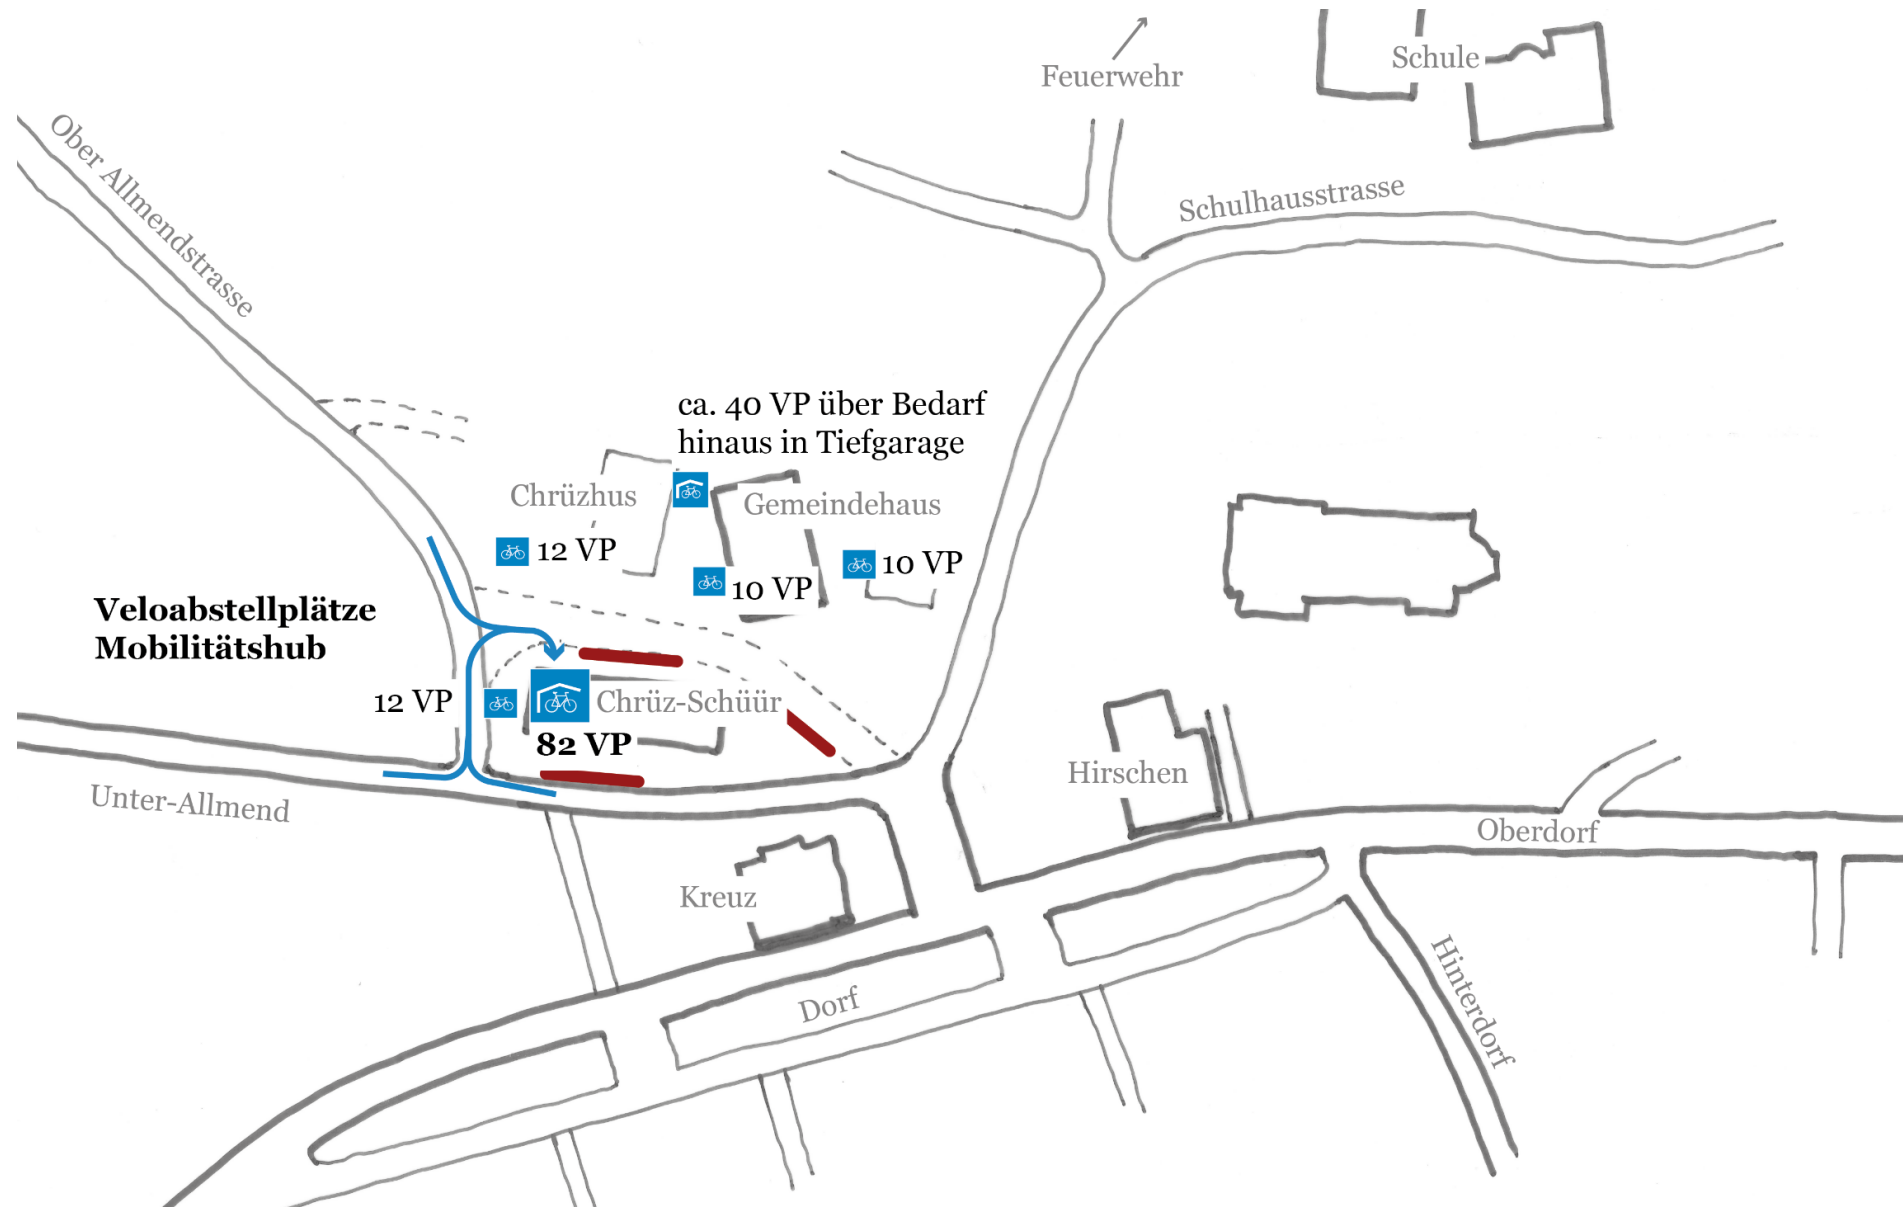 Feuerwehr
Schule
Ober Allmendstrasse
Schulhausstrasse
ca. 40 VP über Bedarf
hinaus in Tiefgarage
Chrüzhus
Gemeindehaus
12 VP
10 VP
10 VP
Veloabstellplätze
Mobilitätshub
12 VP
Chrüz-Schüür
82 VP
Unter-Allmend
Hirschen
Oberdorf
Kreuz
Dorf
Hinterdorf